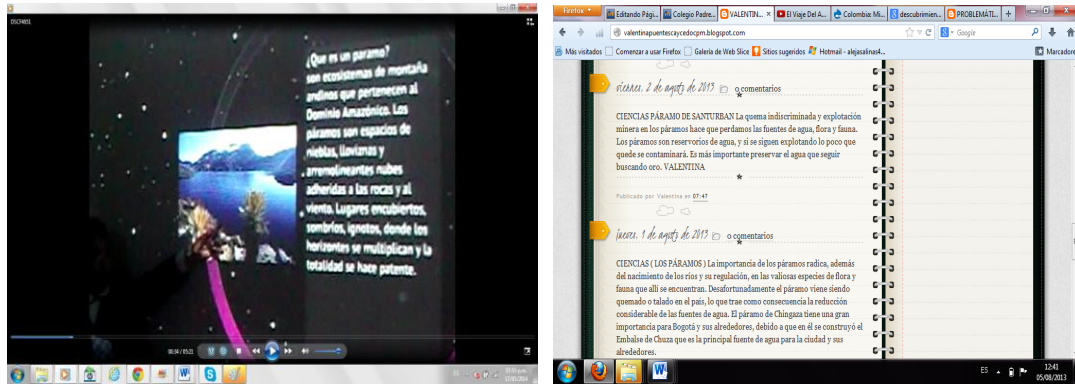 DSCF4651
¿Que es un paramo?
son ecosistemas de montaña
andinos que pertenecen al
Dominio Amazónico. Los
páramos son espacios de
nieblas, lloviznas y
arremolineantes nubes
adheridas a las rocas y al
viento. Lugares encubiertos,
sombríos, ignotos, donde los
horizontes se multiplican y la
totalidad se hace patente.
00:34 / 05:21
17/05/2014
Firefox
Editando Pági...
Colegio Padre...
VALENTIN...
El Viaje Del A...
Colombia: Mi...
descubrimien...
PROBLEMÁTI...
valentinapuentescaycedocpm.blogspot.com
Google
Más visitados
Comenzar a usar Firefox
Galería de Web Slice
Sitios sugeridos
Hotmail - alejasalinas4...
Marcadores
viernes, 2 de agosto de 2013
0 comentarios
CIENCIAS PÁRAMO DE SANTURBAN La quema indiscriminada y explotación
minera en los páramos hace que perdamos las fuentes de agua, flora y fauna.
Los páramos son reservorios de agua, y si se siguen explotando lo poco que
quede se contaminará. Es más importante preservar el agua que seguir
buscando oro. VALENTINA
Publicado por Valentina en 07:47
jueves, 1 de agosto de 2013
0 comentarios
CIENCIAS ( LOS PÁRAMOS ) La importancia de los páramos radica, además
del nacimiento de los ríos y su regulación, en las valiosas especies de flora y
fauna que allí se encuentran. Desafortunadamente el páramo viene siendo
quemado o talado en el país, lo que trae como consecuencia la reducción
considerable de las fuentes de agua. El páramo de Chingaza tiene una gran
importancia para Bogotá y sus alrededores, debido a que en él se construyó el
Embalse de Chuza que es la principal fuente de agua para la ciudad y sus
alrededores.
ES
12:41
05/08/2013